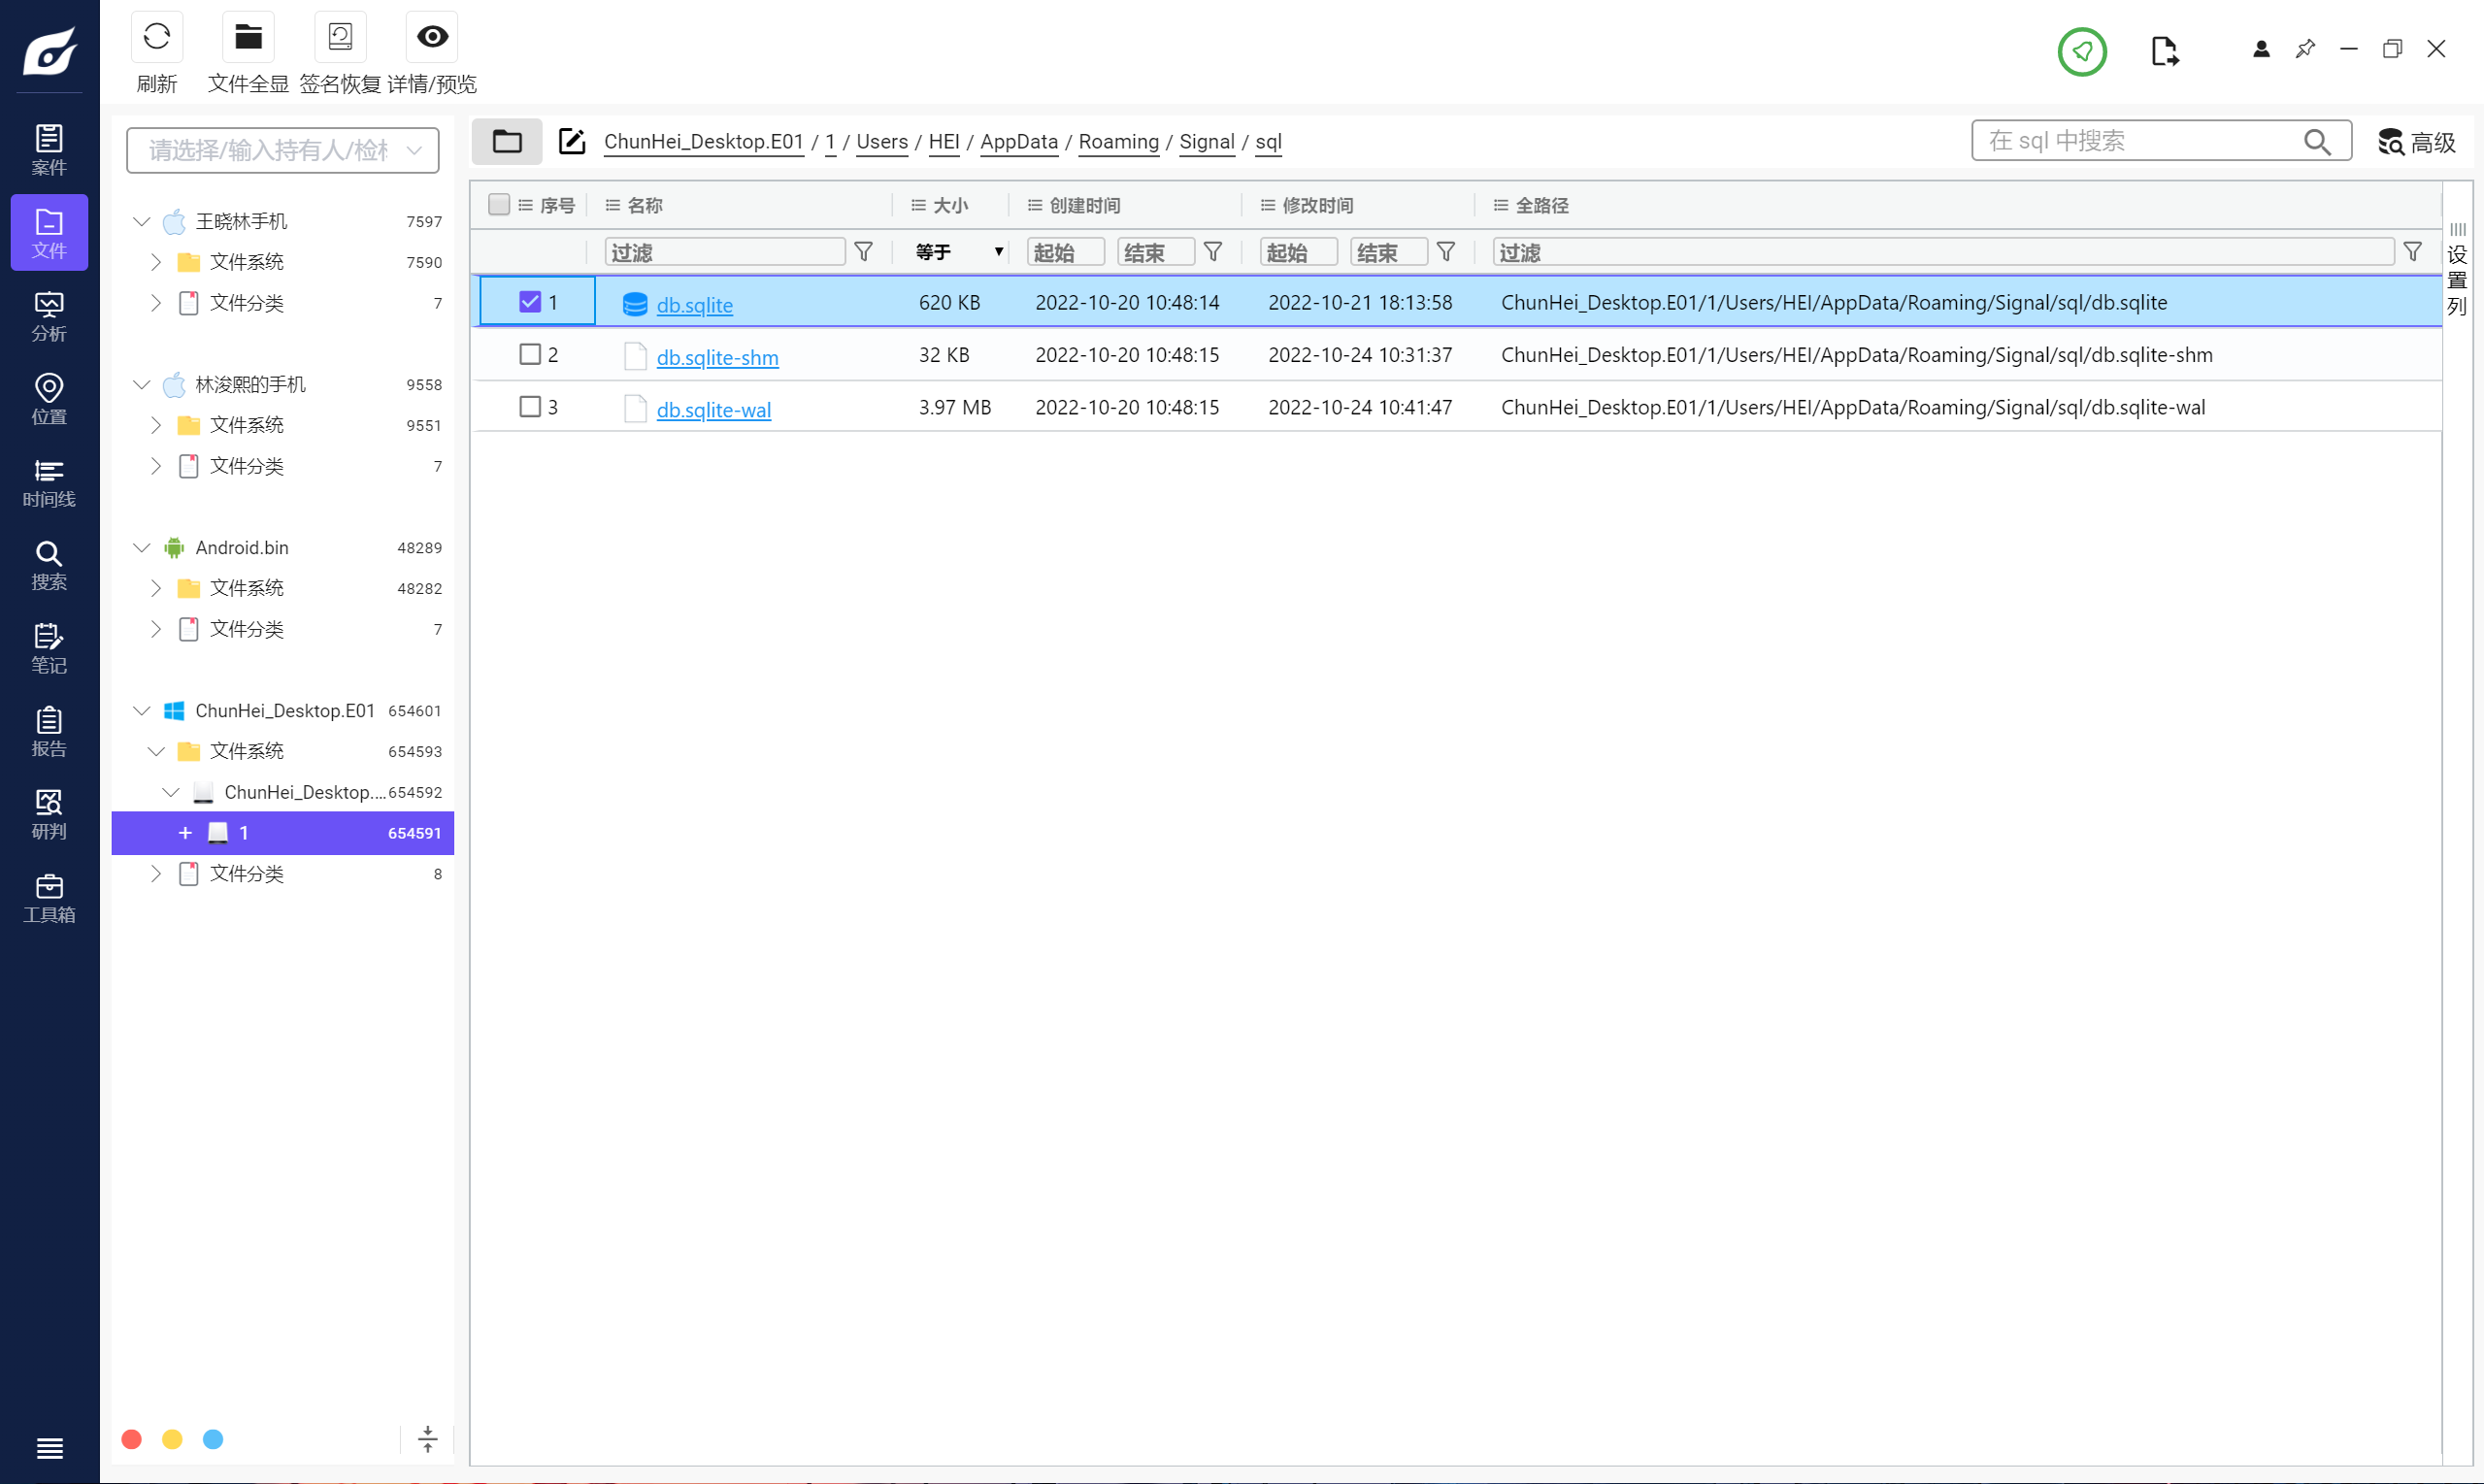 刷新 文件全显 签名恢复 详情/预览
案件
文件
分析
位置
时间线
搜索
笔记
报告
研判
工具箱
请选择/输入持有人/检材
王晓林手机 7597
文件系统 7590
文件分类 7
林浚熙的手机 9558
文件系统 9551
文件分类 7
Android.bin 48289
文件系统 48282
文件分类 7
ChunHei_Desktop.E01 654601
文件系统 654593
ChunHei_Desktop.... 654592
1 654591
文件分类 8
ChunHei_Desktop.E01 / 1 / Users / HEI / AppData / Roaming / Signal / sql
在 sql 中搜索
高级
序号 名称 大小 创建时间 修改时间 全路径
过滤 等于 起始 结束 起始 结束 过滤
1 db.sqlite 620 KB 2022-10-20 10:48:14 2022-10-21 18:13:58 ChunHei_Desktop.E01/1/Users/HEI/AppData/Roaming/Signal/sql/db.sqlite
2 db.sqlite-shm 32 KB 2022-10-20 10:48:15 2022-10-24 10:31:37 ChunHei_Desktop.E01/1/Users/HEI/AppData/Roaming/Signal/sql/db.sqlite-shm
3 db.sqlite-wal 3.97 MB 2022-10-20 10:48:15 2022-10-24 10:41:47 ChunHei_Desktop.E01/1/Users/HEI/AppData/Roaming/Signal/sql/db.sqlite-wal
设置列